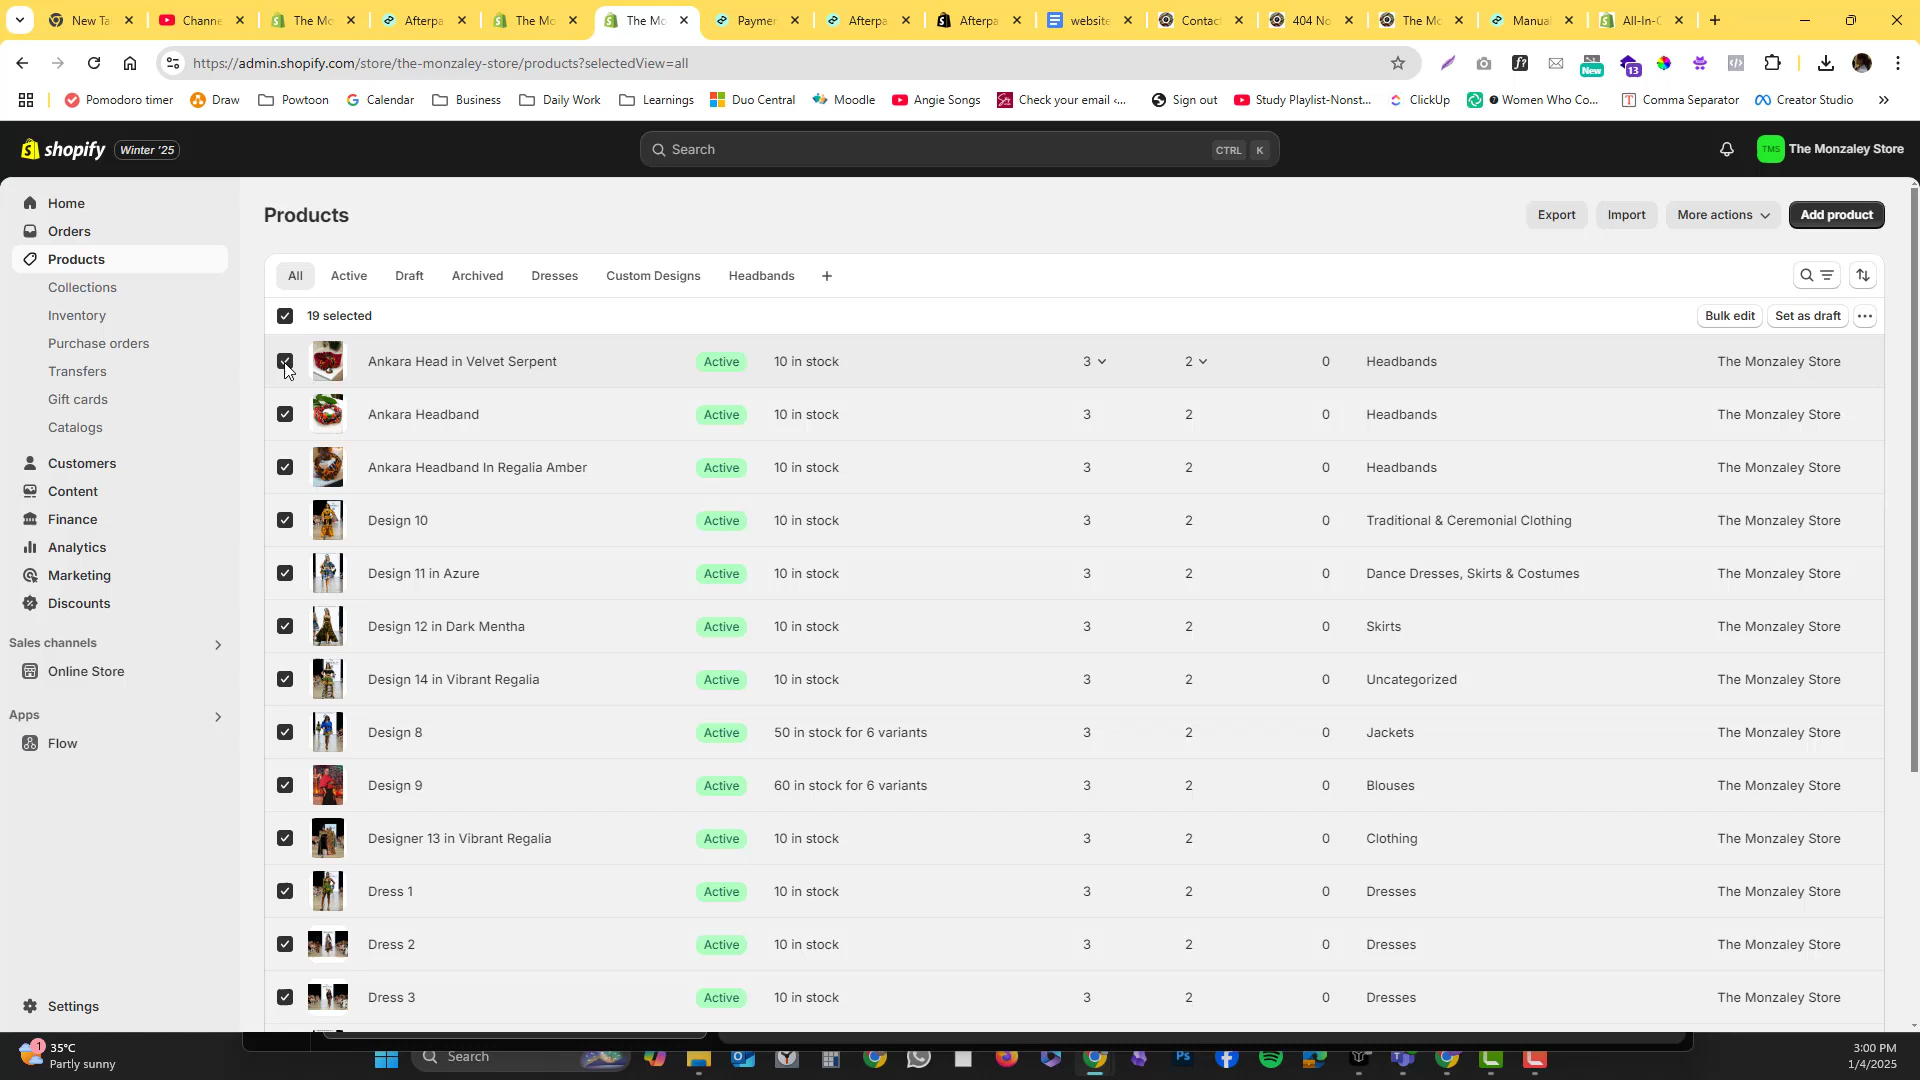 New Ta
Channe
The Mo
Afterpa
The Mo
The Mo
Paymen
Afterpa
Afterpa
website
Contac
404 No
The Mo
Manual
All-In-C
https://admin.shopify.com/store/the-monzaley-store/products?selectedView=all
New
13
Pomodoro timer
Draw
Powtoon
Calendar
Business
Daily Work
Learnings
Duo Central
Moodle
Angie Songs
Check your email <...
Sign out
Study Playlist-Nonst...
ClickUp
Women Who Co...
Comma Separator
Creator Studio
shopify
Winter '25
Search
CTRL
K
TMS
The Monzaley Store
Home
Orders
Products
Collections
Inventory
Purchase orders
Transfers
Gift cards
Catalogs
Customers
Content
Finance
Analytics
Marketing
Discounts
Sales channels
Online Store
Apps
Flow
Settings
Products
Export
Import
More actions
Add product
All
Active
Draft
Archived
Dresses
Custom Designs
Headbands
19 selected
Bulk edit
Set as draft
Ankara Head in Velvet Serpent Active 10 in stock 3 2 0 Headbands The Monzaley Store
Ankara Headband Active 10 in stock 3 2 0 Headbands The Monzaley Store
Ankara Headband In Regalia Amber Active 10 in stock 3 2 0 Headbands The Monzaley Store
Design 10 Active 10 in stock 3 2 0 Traditional & Ceremonial Clothing The Monzaley Store
Design 11 in Azure Active 10 in stock 3 2 0 Dance Dresses, Skirts & Costumes The Monzaley Store
Design 12 in Dark Mentha Active 10 in stock 3 2 0 Skirts The Monzaley Store
Design 14 in Vibrant Regalia Active 10 in stock 3 2 0 Uncategorized The Monzaley Store
Design 8 Active 50 in stock for 6 variants 3 2 0 Jackets The Monzaley Store
Design 9 Active 60 in stock for 6 variants 3 2 0 Blouses The Monzaley Store
Designer 13 in Vibrant Regalia Active 10 in stock 3 2 0 Clothing The Monzaley Store
Dress 1 Active 10 in stock 3 2 0 Dresses The Monzaley Store
Dress 2 Active 10 in stock 3 2 0 Dresses The Monzaley Store
Dress 3 Active 10 in stock 3 2 0 Dresses The Monzaley Store
1
35°C
Partly sunny
Search
Ps
3:00 PM
1/4/2025